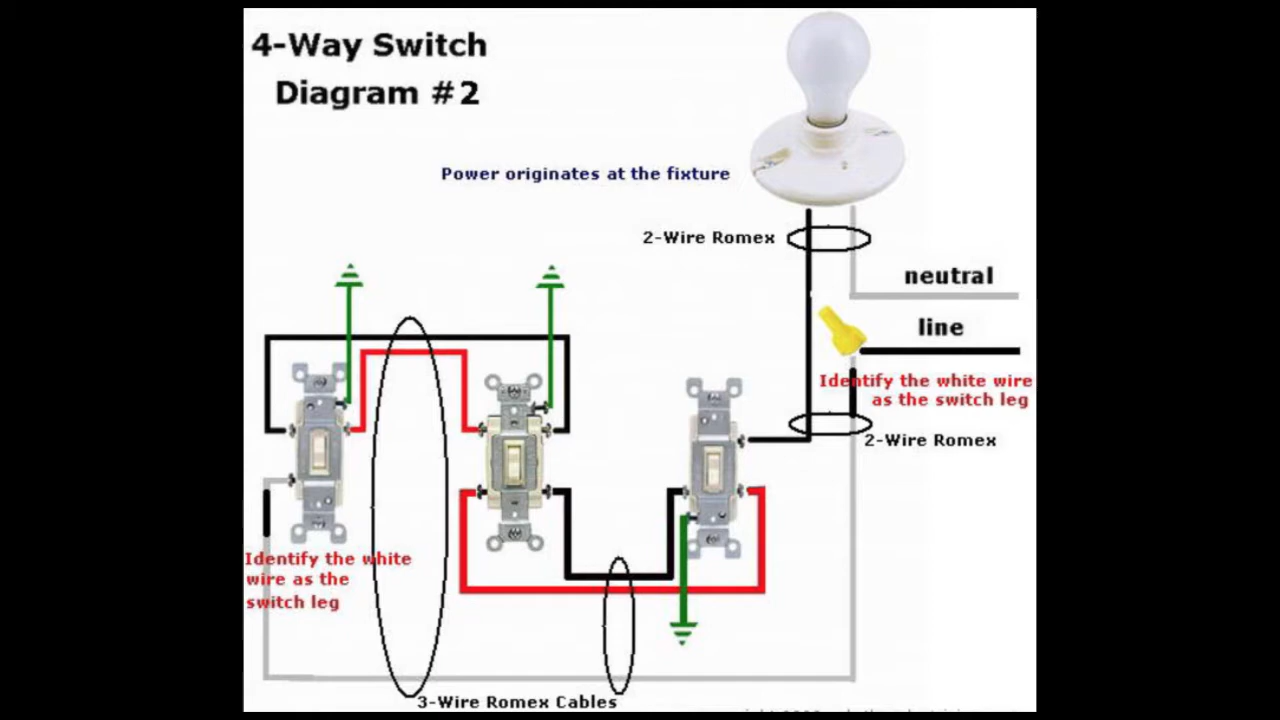 4-Way Switch
Diagram #2
Power originates at the fixture
2-Wire Romex
neutral
line
Identify the white wire
as the switch leg
2-Wire Romex
Identify the white
wire as the
switch leg
3-Wire Romex Cables